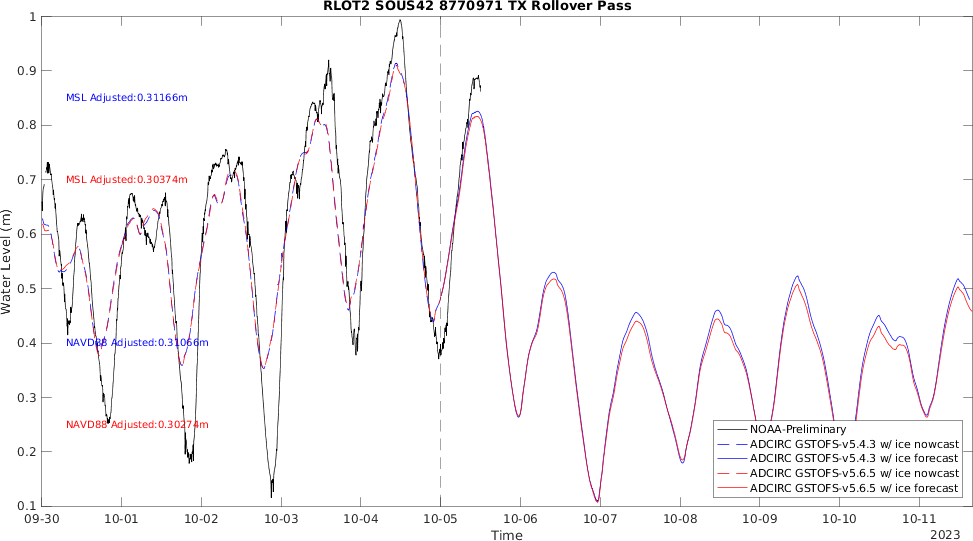 RLOT2 SOUS42 8770971 TX Rollover Pass
Water Level (m)
1
0.9
0.8
0.7
0.6
0.5
0.4
0.3
0.2
0.1
MSL Adjusted:0.31166m
MSL Adjusted:0.30374m
NAVD88 Adjusted:0.31066m
NAVD88 Adjusted:0.30274m
NOAA-Preliminary
ADCIRC GSTOFS-v5.4.3 w/ ice nowcast
ADCIRC GSTOFS-v5.4.3 w/ ice forecast
ADCIRC GSTOFS-v5.6.5 w/ ice nowcast
ADCIRC GSTOFS-v5.6.5 w/ ice forecast
09-30 10-01 10-02 10-03 10-04 10-05 10-06 10-07 10-08 10-09 10-10 10-11
Time
2023